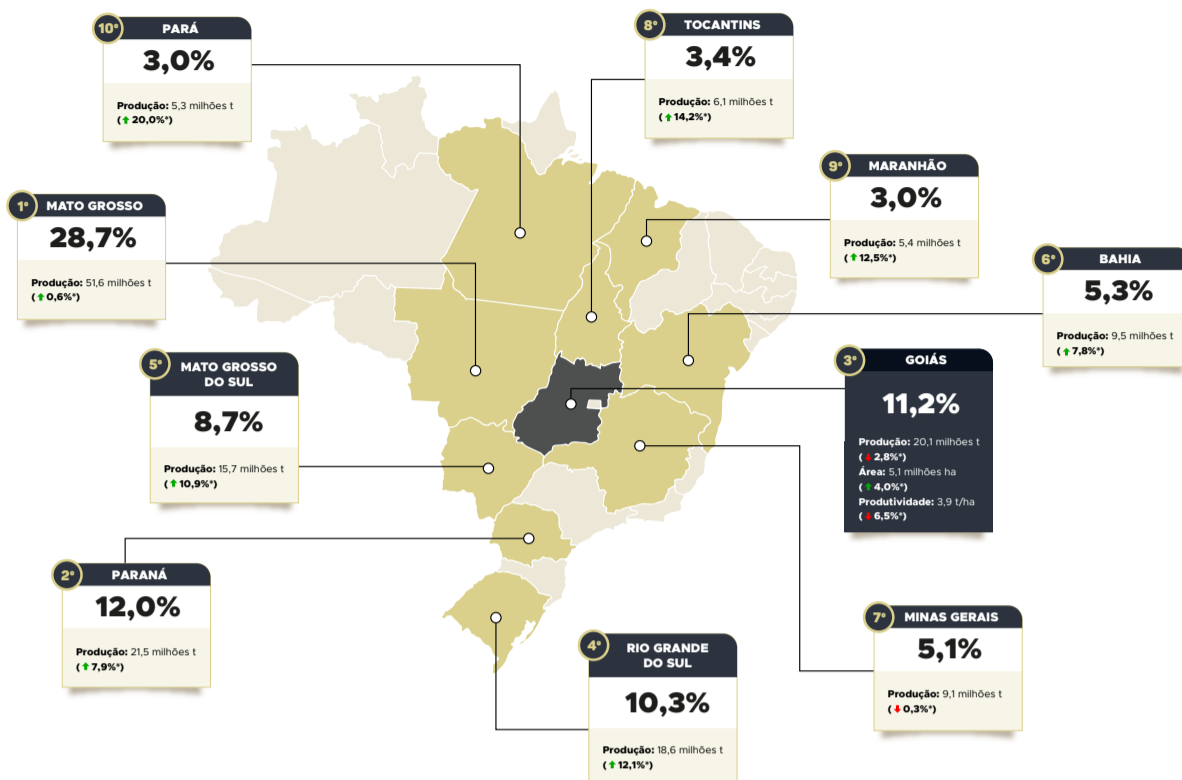 10º
PARÁ
3,0%
Produção: 5,3 milhões t
(↑ 20,0%*)
8º
TOCANTINS
3,4%
Produção: 6,1 milhões t
(↑ 14,2%*)
9º
MARANHÃO
3,0%
Produção: 5,4 milhões t
(↑ 12,5%*)
1º
MATO GROSSO
28,7%
Produção: 51,6 milhões t
(↑ 0,6%*)
6º
BAHIA
5,3%
Produção: 9,5 milhões t
(↑ 7,8%*)
5º
MATO GROSSO
DO SUL
8,7%
Produção: 15,7 milhões t
(↑ 10,9%*)
3º
GOIÁS
11,2%
Produção: 20,1 milhões t
(↓ 2,8%*)
Área: 5,1 milhões ha
(↑ 4,0%*)
Produtividade: 3,9 t/ha
(↓ 6,5%*)
2º
PARANÁ
12,0%
Produção: 21,5 milhões t
(↑ 7,9%*)
7º
MINAS GERAIS
5,1%
Produção: 9,1 milhões t
(↓ 0,3%*)
4º
RIO GRANDE
DO SUL
10,3%
Produção: 18,6 milhões t
(↑ 12,1%*)